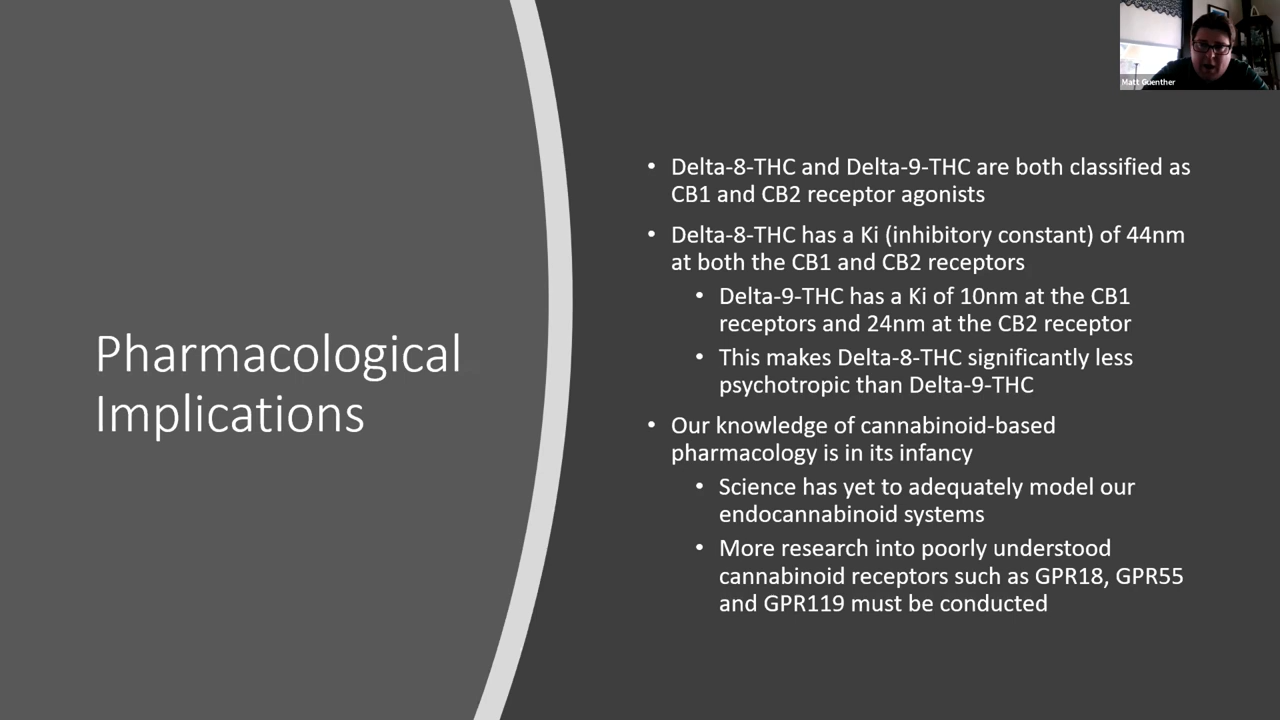 Matt Guenther
Pharmacological
Implications
• Delta-8-THC and Delta-9-THC are both classified as
CB1 and CB2 receptor agonists
• Delta-8-THC has a Ki (inhibitory constant) of 44nm
at both the CB1 and CB2 receptors
• Delta-9-THC has a Ki of 10nm at the CB1
receptors and 24nm at the CB2 receptor
• This makes Delta-8-THC significantly less
psychotropic than Delta-9-THC
• Our knowledge of cannabinoid-based
pharmacology is in its infancy
• Science has yet to adequately model our
endocannabinoid systems
• More research into poorly understood
cannabinoid receptors such as GPR18, GPR55
and GPR119 must be conducted